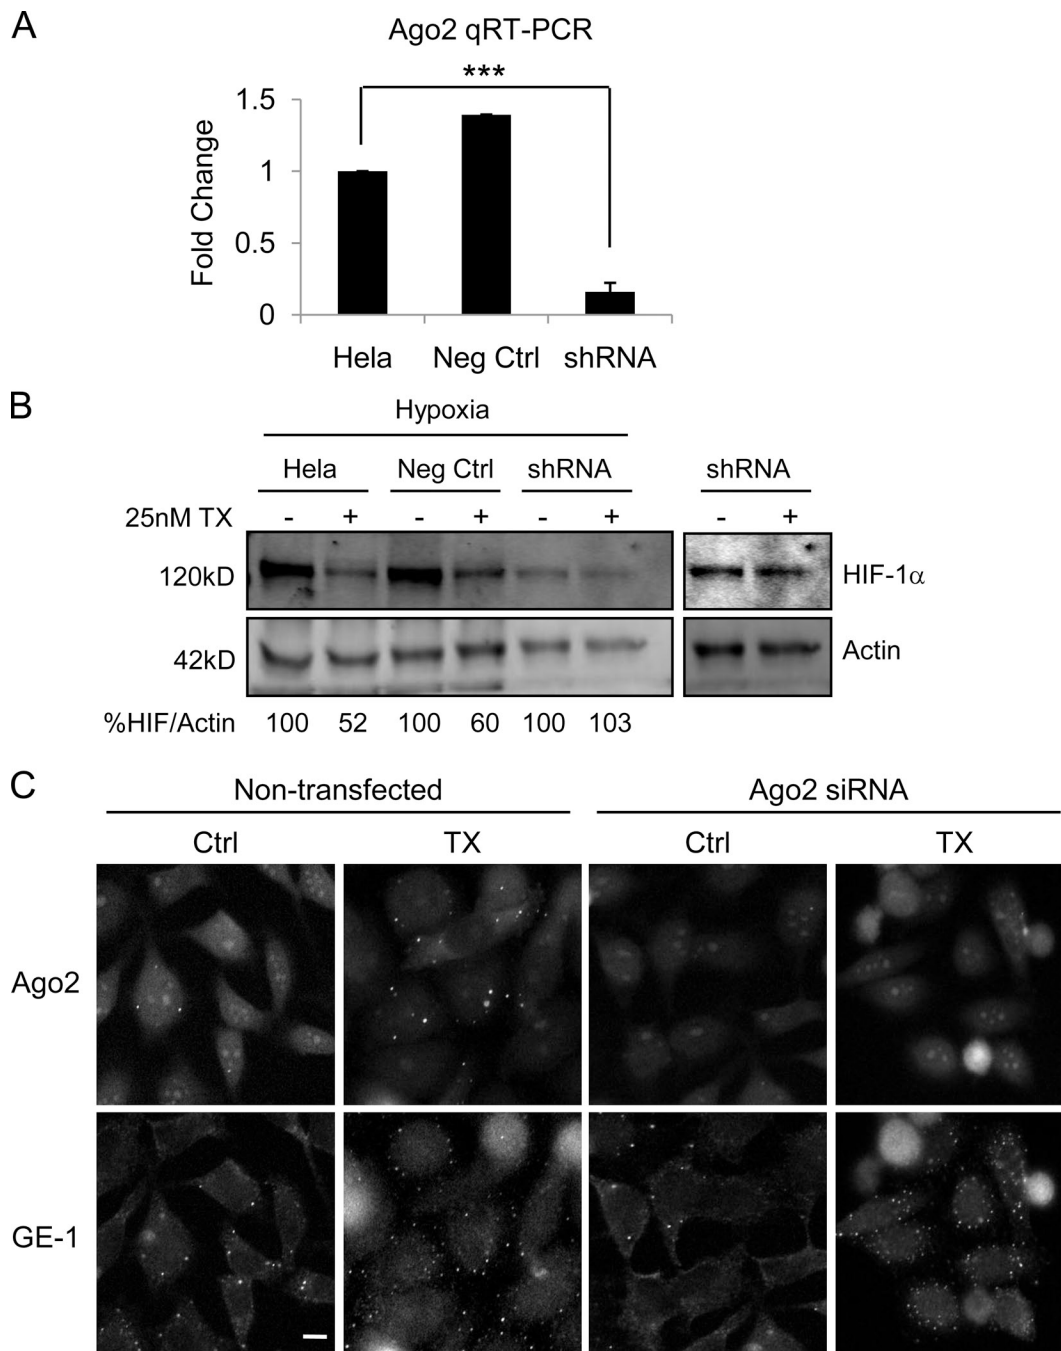 A
Ago2 qRT-PCR
***
1.5
1
0.5
0
Fold Change
Hela Neg Ctrl shRNA
B
Hypoxia
Hela Neg Ctrl shRNA shRNA
25nM TX - + - + - + - +
120kD HIF-1α
42kD Actin
%HIF/Actin 100 52 100 60 100 103
C
Non-transfected Ago2 siRNA
Ctrl TX Ctrl TX
Ago2
GE-1